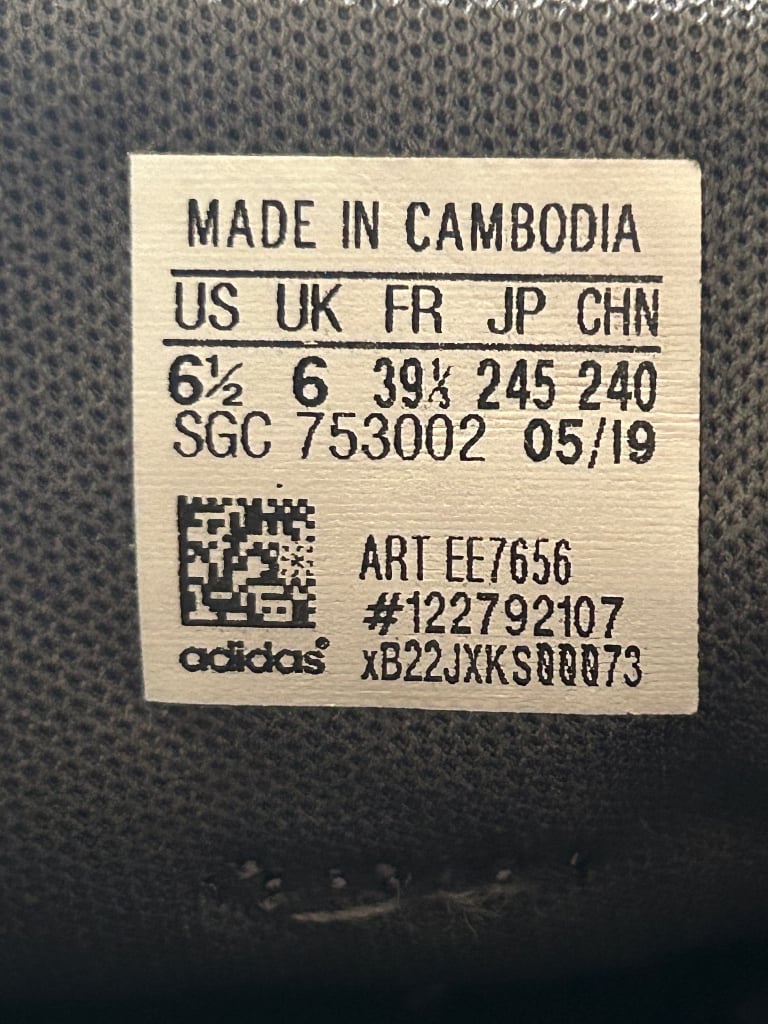 MADE IN CAMBODIA
US UK FR JP CHN
6½ 6 39⅓ 245 240
SGC 753002 05/19
ART EE7656
#122792107
adidas® xB22JXKS00073